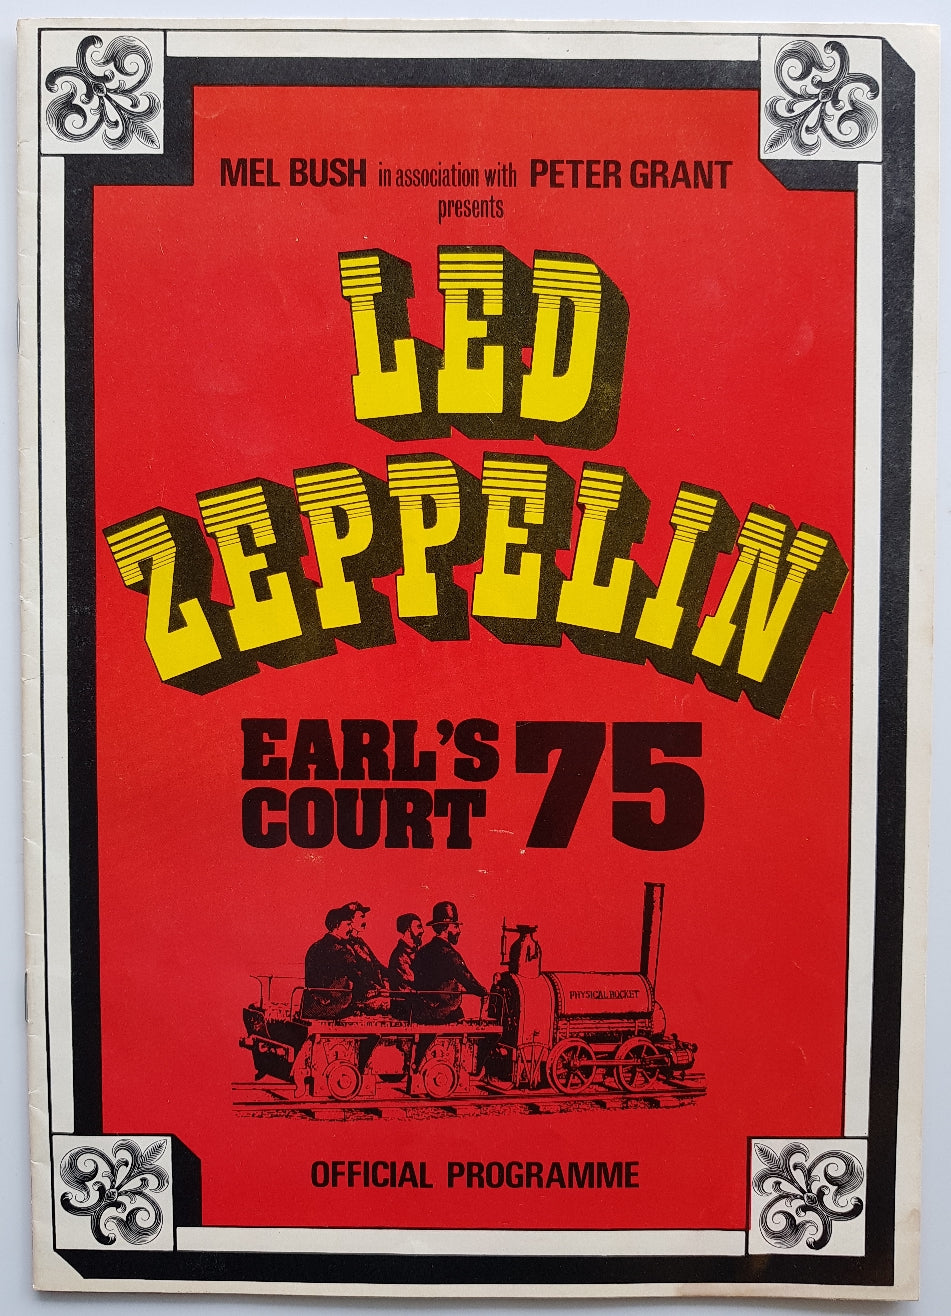 MEL BUSH in association with PETER GRANT
presents
LED
ZEPPELIN
EARL'S
COURT 75
PHYSICAL ROCKET
OFFICIAL PROGRAMME